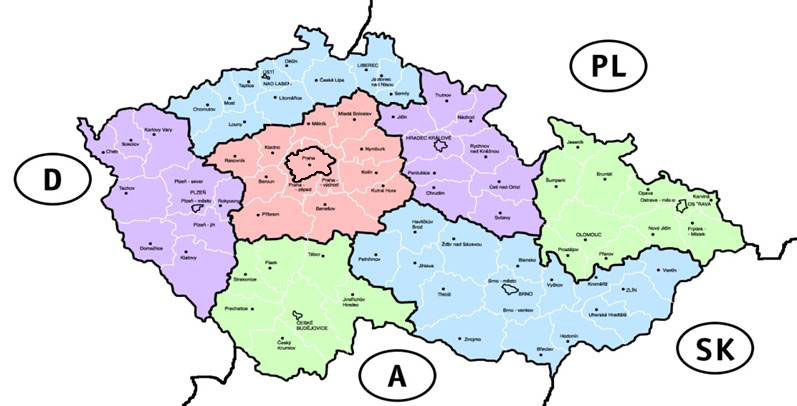 PL
D
SK
A
Děčín
ÚSTÍ
NAD LABEM
Teplice
Most
Chomutov
Louny
Litoměřice
Česká Lípa
LIBEREC
Jablonec
nad Nisou
Semily
Trutnov
Náchod
Jičín
HRADEC KRÁLOVÉ
Rychnov
nad Kněžnou
Pardubice
Chrudim
Ústí nad Orlicí
Svitavy
Karlovy Vary
Sokolov
Cheb
Tachov
Plzeň - sever
PLZEŇ
Plzeň - město
Rokycany
Plzeň - jih
Domažlice
Klatovy
Mladá Boleslav
Mělník
Kladno
Rakovník
Praha
Nymburk
Kolín
Beroun
Praha
- západ
Praha
- východ
Kutná Hora
Příbram
Benešov
Písek
Tábor
Strakonice
Prachatice
Jindřichův
Hradec
ČESKÉ
BUDĚJOVICE
Český
Krumlov
Havlíčkův
Brod
Žďár nad Sázavou
Pelhřimov
Jihlava
Třebíč
Blansko
Brno - město
BRNO
Brno - venkov
Vyškov
Znojmo
Břeclav
Hodonín
Kroměříž
ZLÍN
Vsetín
Uherské Hradiště
Jeseník
Šumperk
Bruntál
OLOMOUC
Prostějov
Přerov
Opava
Ostrava - město
OSTRAVA
Karviná
Nový Jičín
Frýdek
- Místek